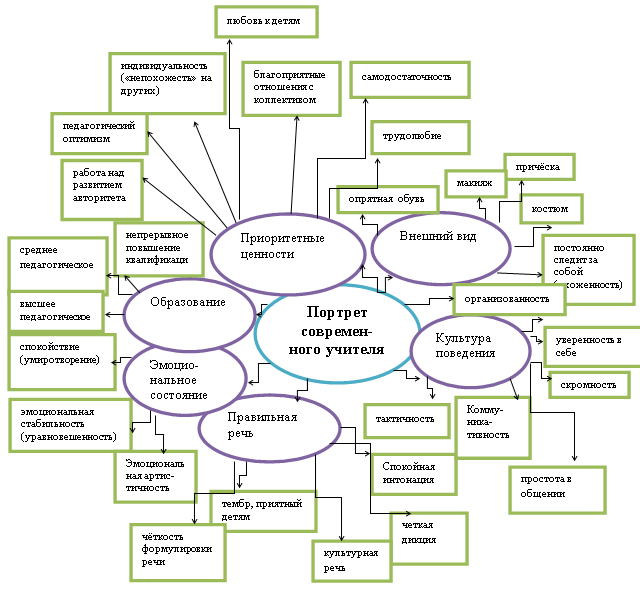 любовь к детям
индивидуальность
(«непохожесть» на
других)
благоприятные
отношения с
коллективом
самодостаточность
педагогический
оптимизм
трудолюбие
работа над
развитием
авторитета
причёска
макияж
опрятная обувь
костюм
непрерывное
повышение
квалификаци
Приоритетные
ценности
Внешний вид
постоянно
следит за
собой
среднее
педагогическое
Образование
организованность
высшее
педагогическое
Портрет
современ-
ного учителя
Культура
поведения
уверенность в
себе
спокойствие
(умиротворение)
Эмоцио-
нальное
состояние
скромность
эмоциональная
стабильность
(уравновешенность)
Правильная
речь
тактичность
Комму-
ника-
тивность
Эмоциональ
ная артис-
тичность
Спокойная
интонация
простота в
общении
тембр, приятный
детям
чёткость
формулировки
речи
культурная
речь
четкая
дикция